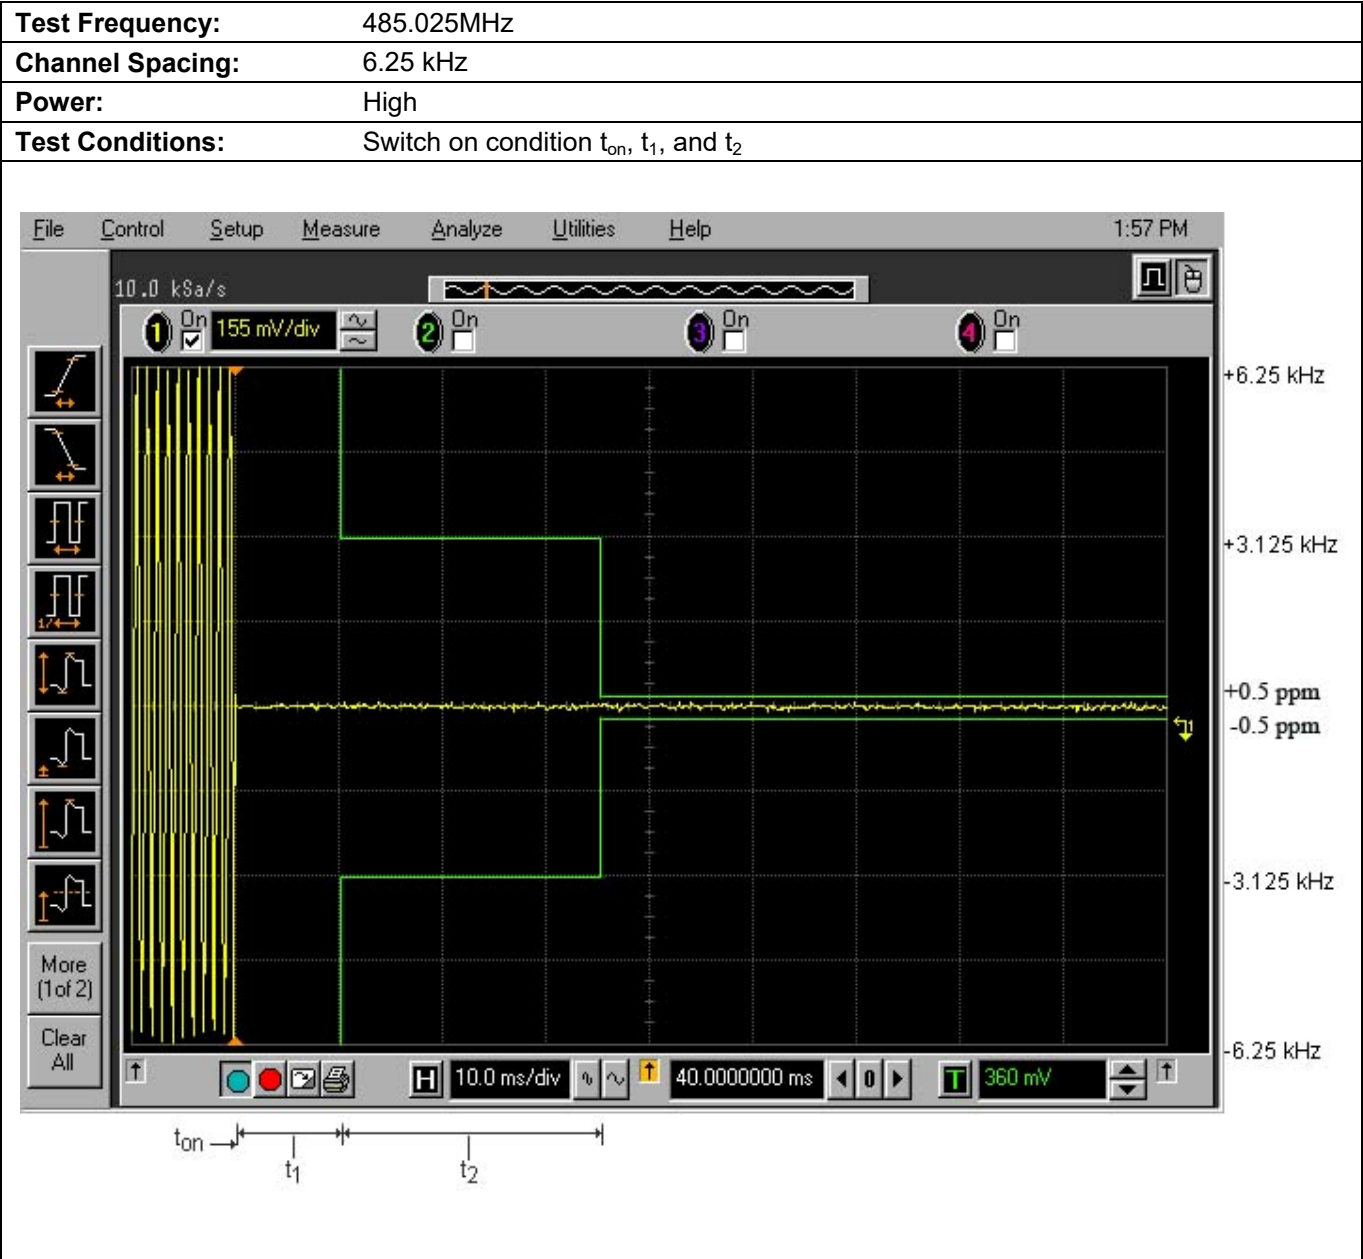 Test Frequency: 485.025MHz
Channel Spacing: 6.25 kHz
Power: High
Test Conditions: Switch on condition ton, t1, and t2
File Control Setup Measure Analyze Utilities Help 1:57 PM
10.0 kSa/s
1 On 155 mV/div 2 On 3 On 4 On
+6.25 kHz
+3.125 kHz
+0.5 ppm
-0.5 ppm
1
-3.125 kHz
-6.25 kHz
1/
More
(1of 2)
Clear
All
H 10.0 ms/div 40.0000000 ms 0 T 360 mV
ton
t1 t2